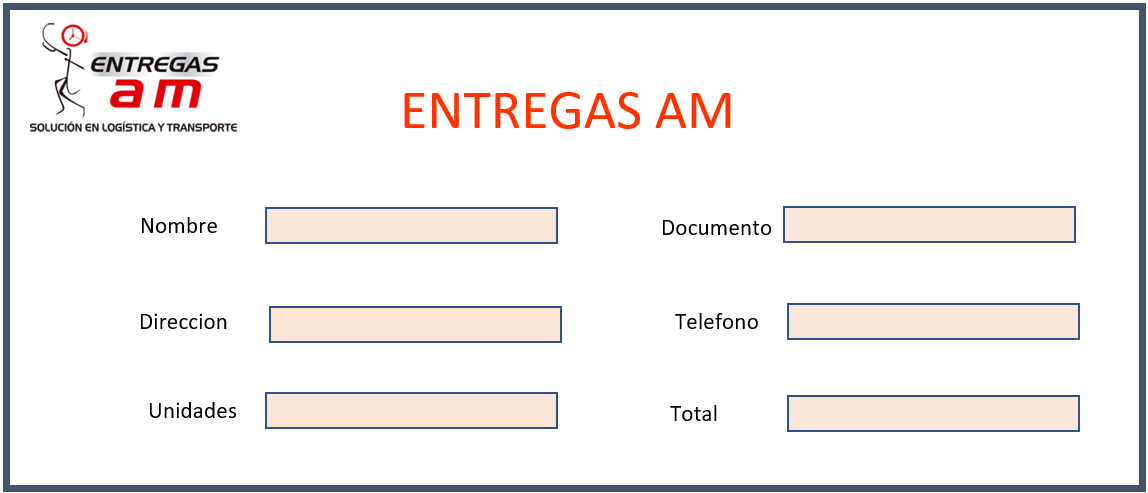 ENTREGAS
am
SOLUCIÓN EN LOGÍSTICA Y TRANSPORTE
ENTREGAS AM
Nombre
Documento
Direccion
Telefono
Unidades
Total